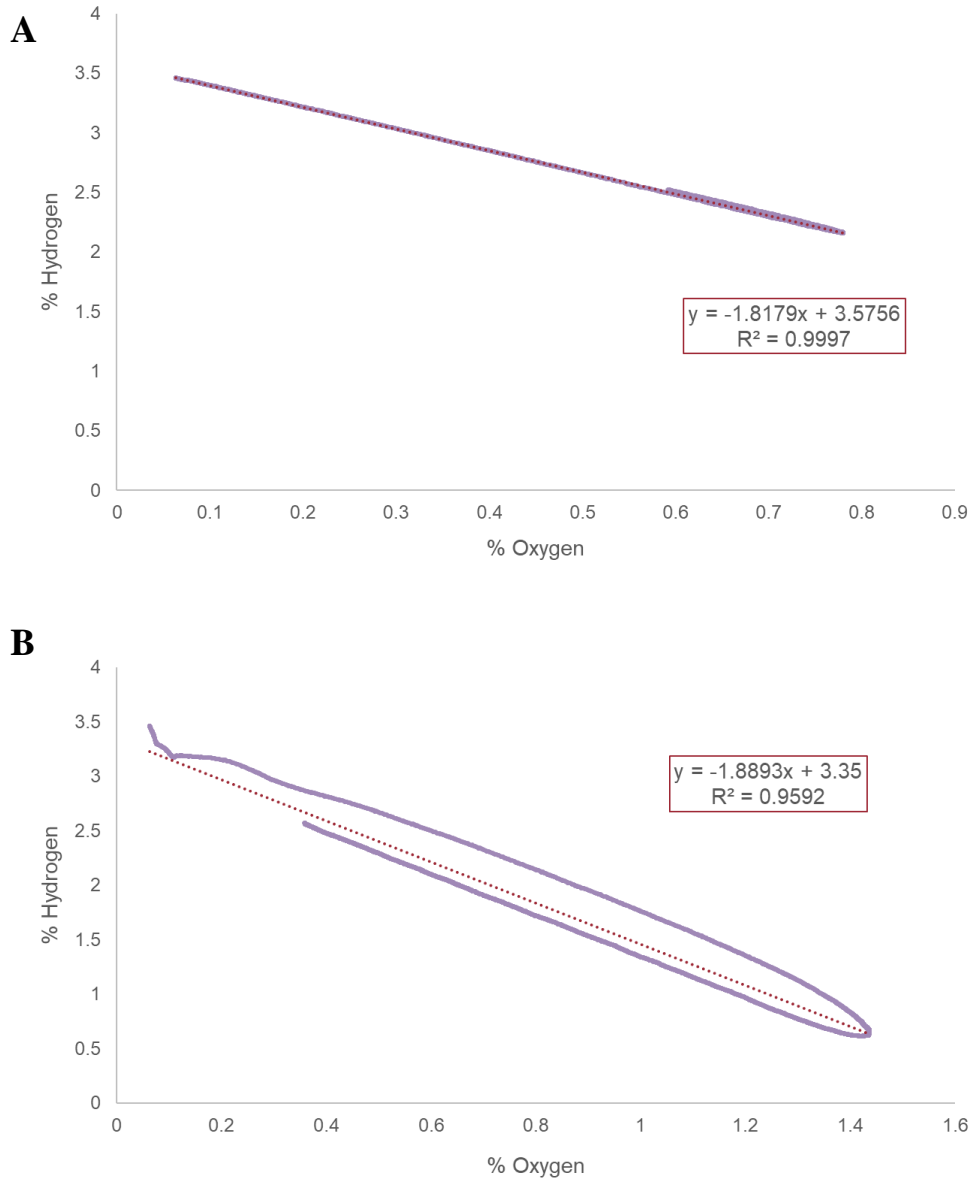 A
4
3.5
3
2.5
2
1.5
1
0.5
0
% Hydrogen
y = -1.8179x + 3.5756
R² = 0.9997
0 0.1 0.2 0.3 0.4 0.5 0.6 0.7 0.8 0.9
% Oxygen
B
4
3.5
3
2.5
2
1.5
1
0.5
0
% Hydrogen
y = -1.8893x + 3.35
R² = 0.9592
0 0.2 0.4 0.6 0.8 1 1.2 1.4 1.6
% Oxygen